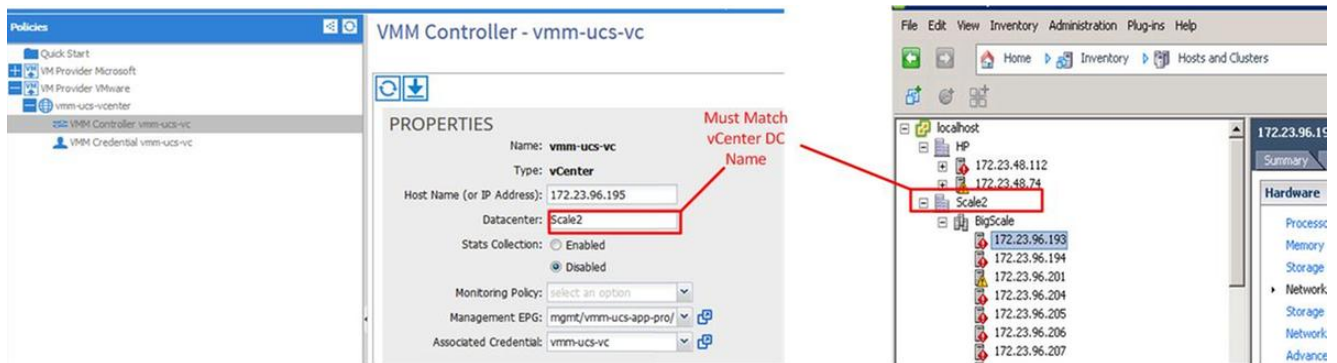 Policies
Quick Start
VM Provider Microsoft
VM Provider VMware
vmm-ucs-vcenter
VMM Controller vmm-ucs-vc
VMM Credential vmm-ucs-vc
VMM Controller - vmm-ucs-vc
PROPERTIES
Name: vmm-ucs-vc
Type: vCenter
Host Name (or IP Address): 172.23.96.195
Datacenter: Scale2
Stats Collection: Enabled
Disabled
Monitoring Policy: select an option
Management EPG: mgmt/vmm-ucs-app-pro/
Associated Credential: vmm-ucs-vc
Must Match
vCenter DC
Name
File Edit View Inventory Administration Plug-ins Help
Home Inventory Hosts and Clusters
localhost
HP
172.23.48.112
172.23.48.74
Scale2
BigScale
172.23.96.193
172.23.96.194
172.23.96.201
172.23.96.204
172.23.96.205
172.23.96.206
172.23.96.207
172.23.96.19
Summary
Hardware
Processo
Memory
Storage
Network
Storage
Network
Advance